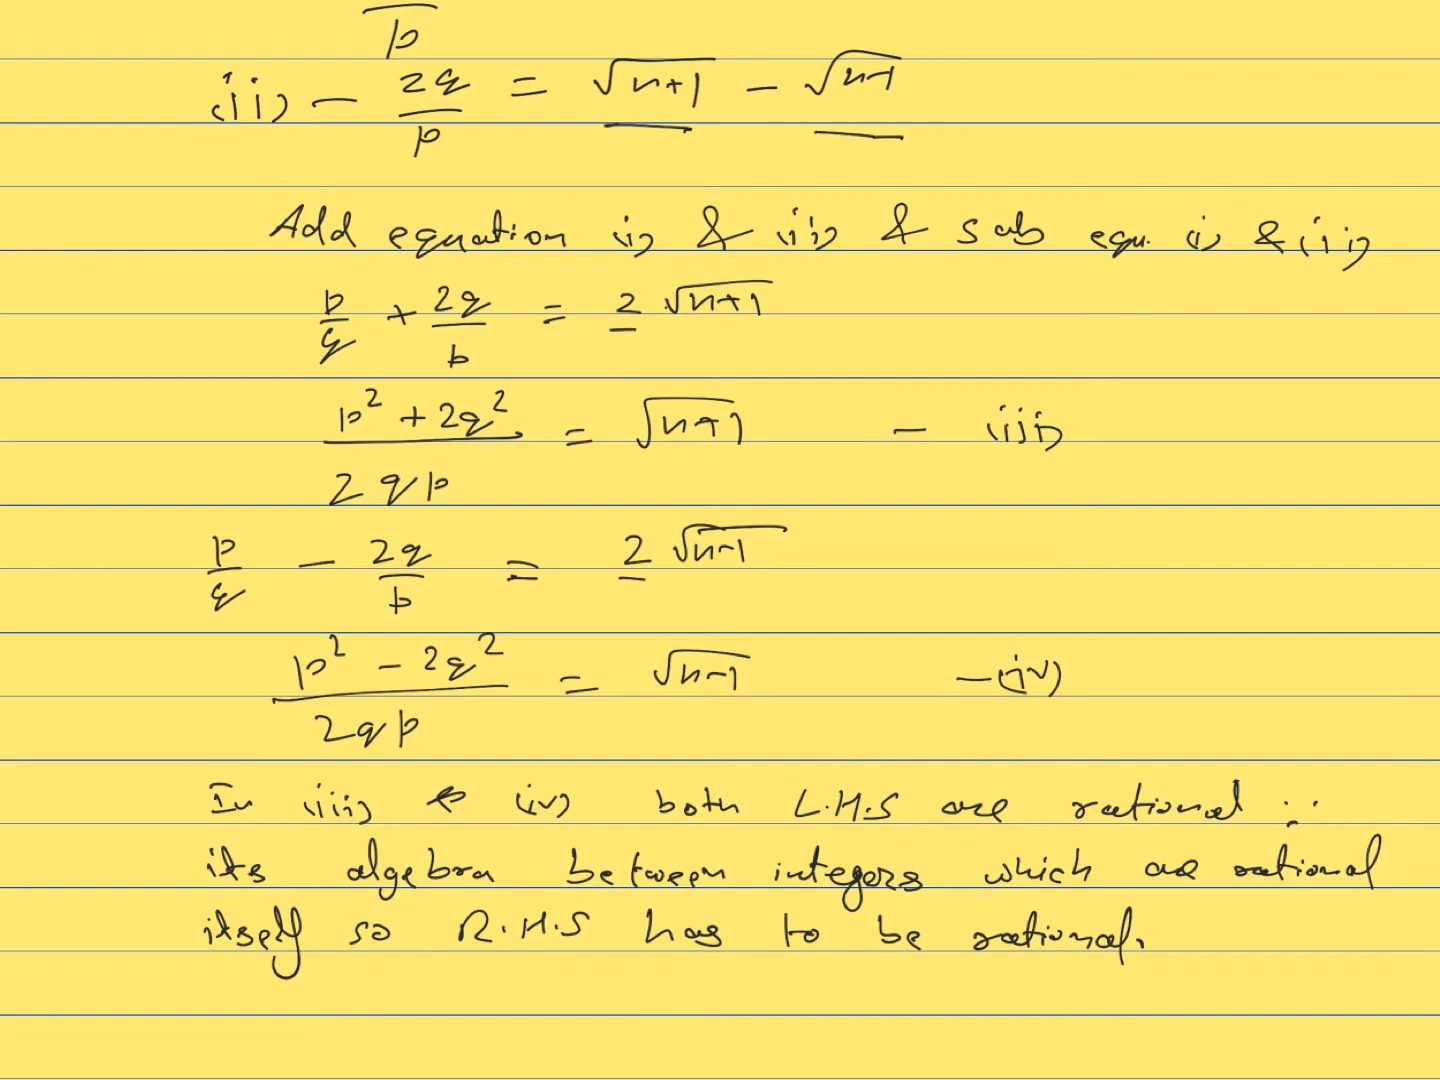 p
(ii) - 2q/p = √n+1 - √n-1
Add equation (i) & (ii) & sub equ. (i) & (ii)
p/q + 2q/p = 2 √n+1
p² + 2q² / 2qp = √n+1 - (iii)
p/q - 2q/p = 2 √n-1
p² - 2q² / 2qp = √n-1 - (iv)
In (iii) & (iv) both L.H.S are rational ∵
its algebra between integers which are rational
itself so R.H.S has to be rational.